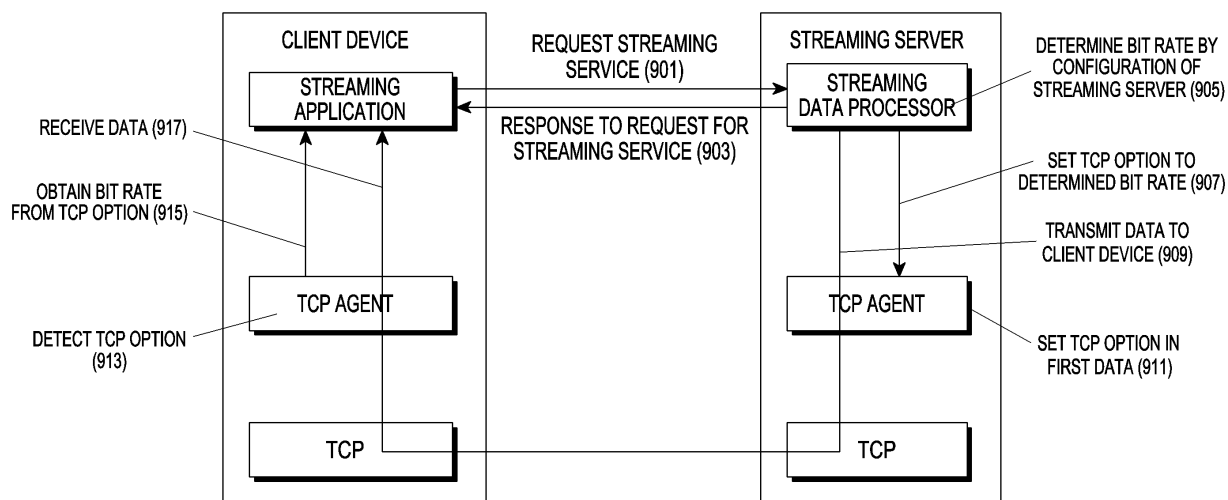 CLIENT DEVICE
STREAMING
APPLICATION
REQUEST STREAMING
SERVICE (901)
RESPONSE TO REQUEST FOR
STREAMING SERVICE (903)
STREAMING SERVER
STREAMING
DATA PROCESSOR
DETERMINE BIT RATE BY
CONFIGURATION OF
STREAMING SERVER (905)
RECEIVE DATA (917)
OBTAIN BIT RATE
FROM TCP OPTION (915)
SET TCP OPTION TO
DETERMINED BIT RATE (907)
TRANSMIT DATA TO
CLIENT DEVICE (909)
TCP AGENT
TCP AGENT
DETECT TCP OPTION
(913)
SET TCP OPTION IN
FIRST DATA (911)
TCP
TCP